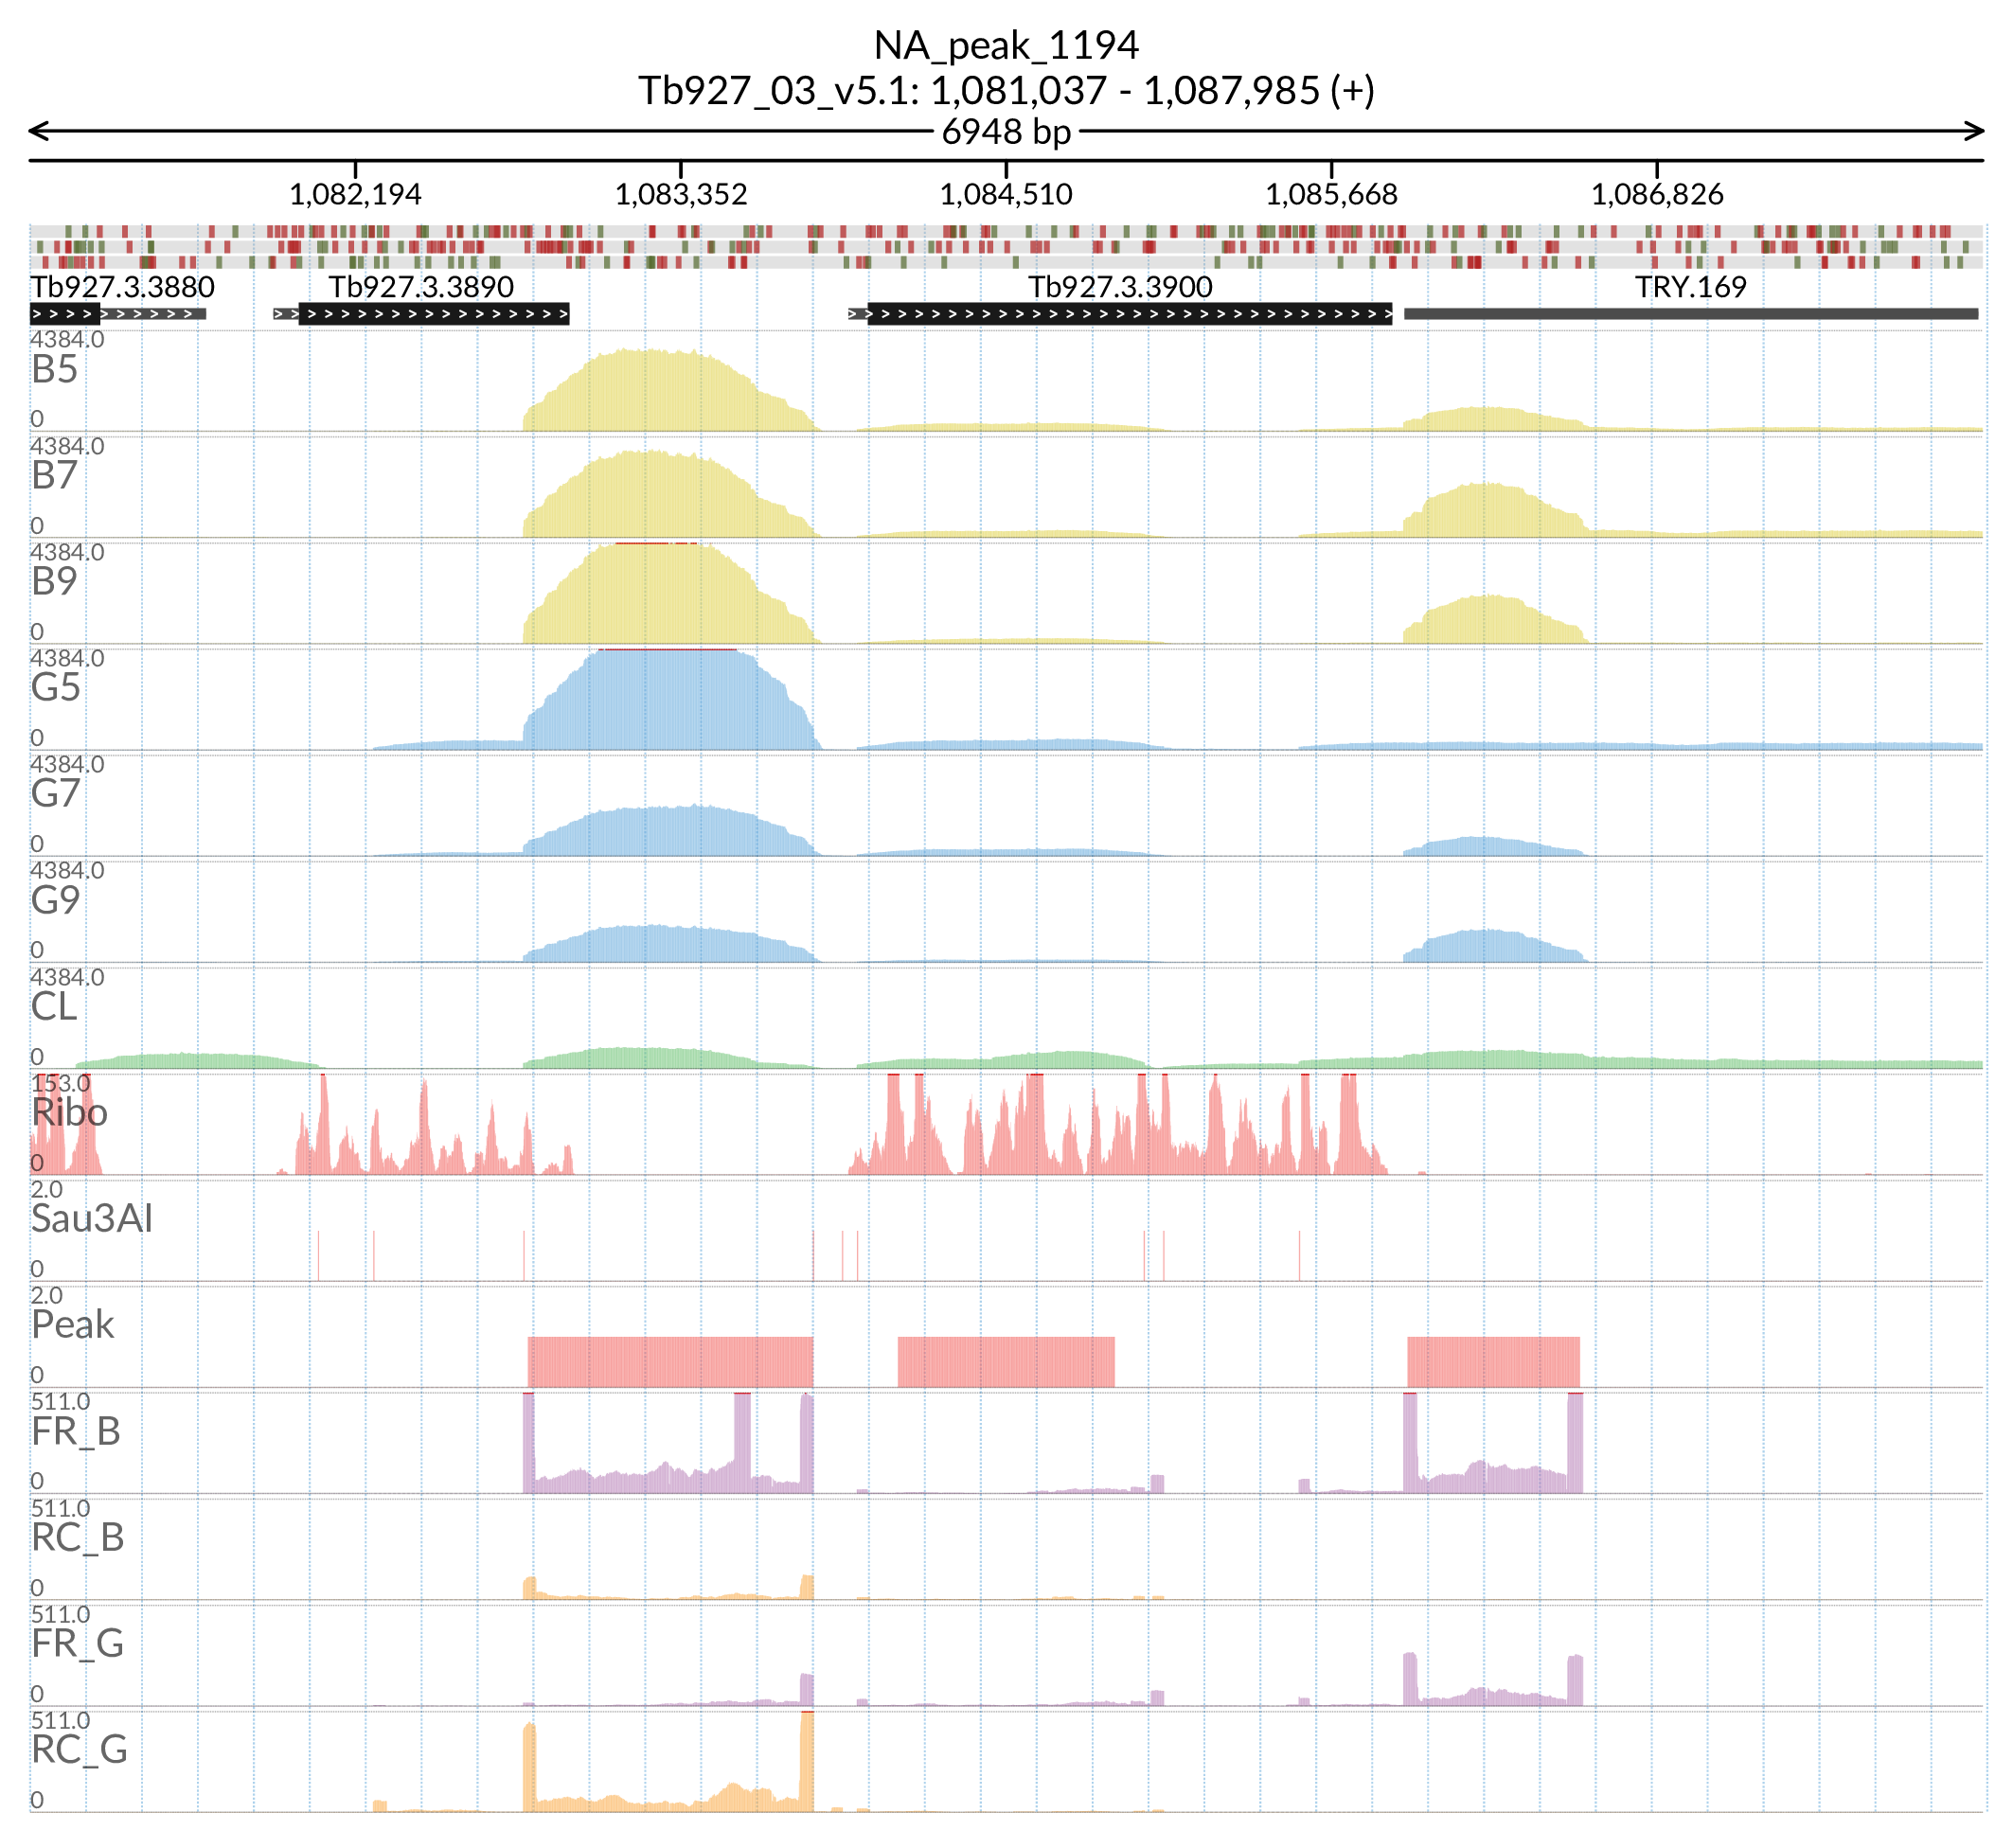 NA_peak_1194
Tb927_03_v5.1: 1,081,037 - 1,087,985 (+)
6948 bp
1,082,194 1,083,352 1,084,510 1,085,668 1,086,826
Tb927.3.3880 Tb927.3.3890 Tb927.3.3900 TRY.169
4384.0
B5
0
4384.0
B7
0
4384.0
B9
0
4384.0
G5
0
4384.0
G7
0
4384.0
G9
0
4384.0
CL
0
153.0
Ribo
0
2.0
Sau3AI
0
2.0
Peak
0
511.0
FR_B
0
511.0
RC_B
0
511.0
FR_G
0
511.0
RC_G
0